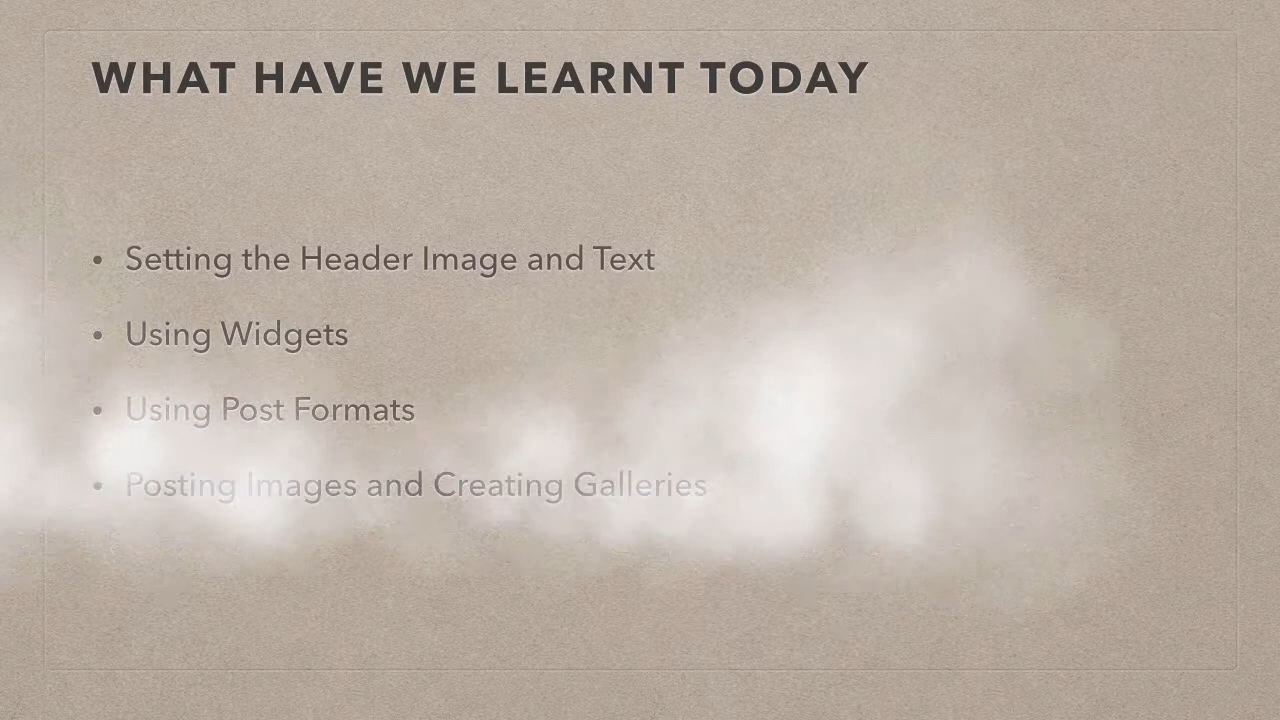 WHAT HAVE WE LEARNT TODAY
• Setting the Header Image and Text
• Using Widgets
• Using Post Formats
• Posting Images and Creating Galleries